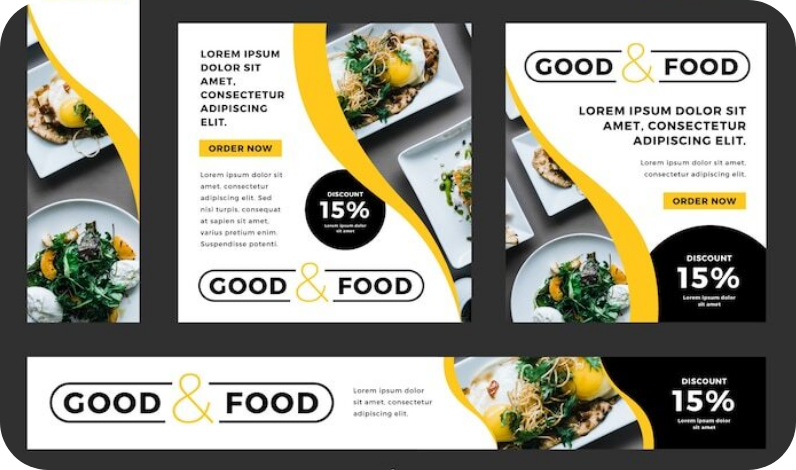 LOREM IPSUM
DOLOR SIT
AMET,
CONSECTETUR
ADIPISCING
ELIT.
ORDER NOW
Lorem ipsum dolor sit
amet, consectetur
adipiscing elit. Sed
nisi turpis, consequat
at sapien sit amet,
varius pretium enim.
Suspendisse potenti.
DISCOUNT
15%
Lorem ipsum dolor
sit amet
GOOD & FOOD
GOOD & FOOD
LOREM IPSUM DOLOR SIT
AMET, CONSECTETUR
ADIPISCING ELIT.
Lorem ipsum dolor sit amet,
consectetur adipiscing elit.
ORDER NOW
DISCOUNT
15%
Lorem ipsum dolor
sit amet
GOOD & FOOD
Lorem ipsum dolor
sit amet, consectetur
adipiscing elit.
DISCOUNT
15%
Lorem ipsum dolor
sit amet